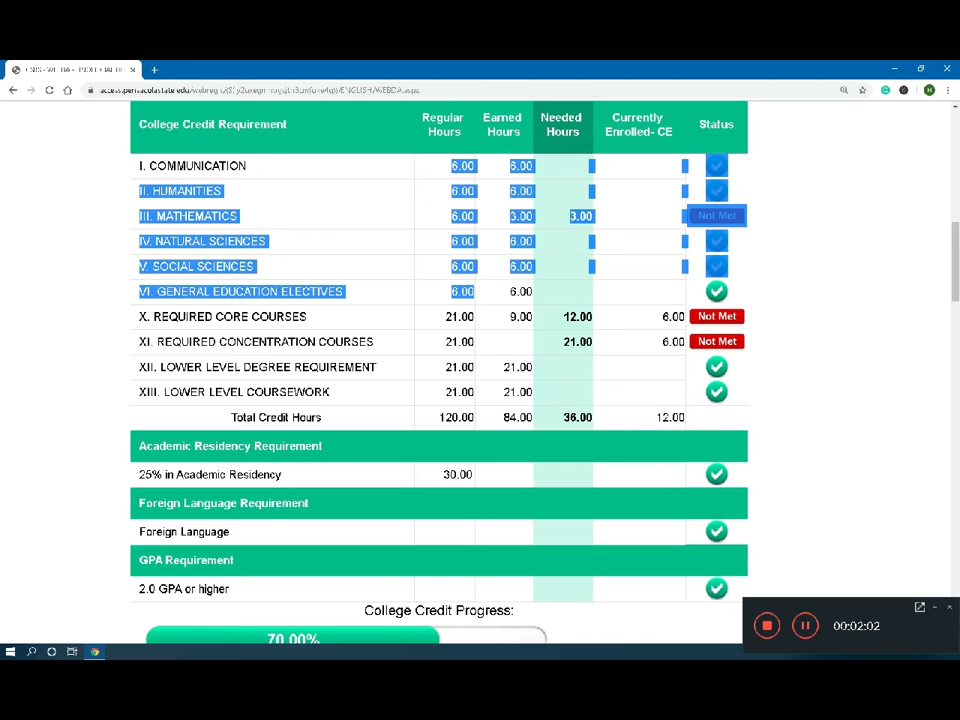 College Credit Requirement Regular Hours Earned Hours Needed Hours Currently Enrolled- CE Status
I. COMMUNICATION 6.00 6.00
II. HUMANITIES 6.00 6.00
III. MATHEMATICS 6.00 3.00 3.00 Not Met
IV. NATURAL SCIENCES 6.00 6.00
V. SOCIAL SCIENCES 6.00 6.00
VI. GENERAL EDUCATION ELECTIVES 6.00 6.00
X. REQUIRED CORE COURSES 21.00 9.00 12.00 6.00 Not Met
XI. REQUIRED CONCENTRATION COURSES 21.00 21.00 6.00 Not Met
XII. LOWER LEVEL DEGREE REQUIREMENT 21.00 21.00
XIII. LOWER LEVEL COURSEWORK 21.00 21.00
Total Credit Hours 120.00 84.00 36.00 12.00
Academic Residency Requirement
25% in Academic Residency 30.00
Foreign Language Requirement
Foreign Language
GPA Requirement
2.0 GPA or higher
College Credit Progress:
70.00%
00:02:02